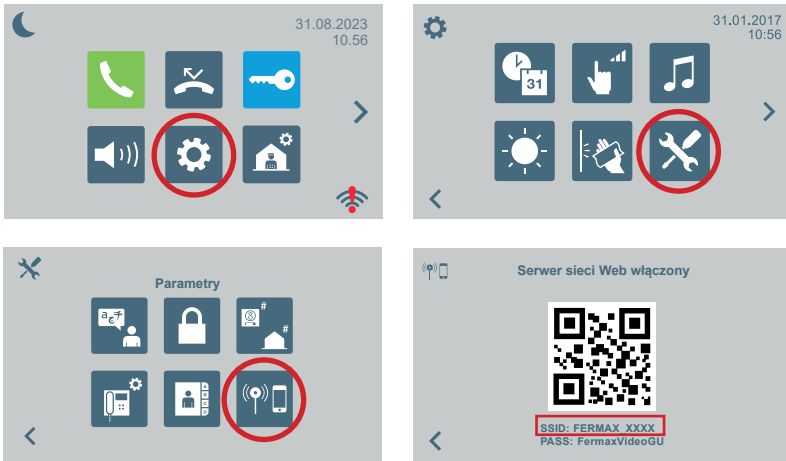 31.08.2023
10.56
31.01.2017
10:56
31
Parametry
Serwer sieci Web włączony
a
#
#
A
B
C
D
SSID: FERMAX_XXXX
PASS: FermaxVideoGU